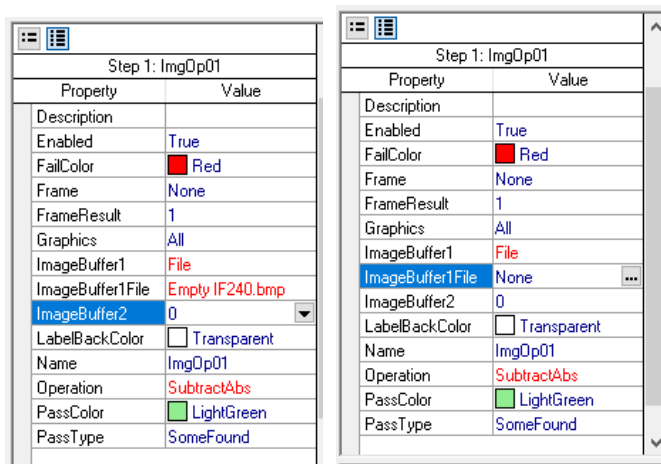 Step 1: ImgOp01
Property Value
Description
Enabled True
FailColor Red
Frame None
FrameResult 1
Graphics All
ImageBuffer1 File
ImageBuffer1File Empty IF240.bmp
ImageBuffer2 0
LabelBackColor Transparent
Name ImgOp01
Operation SubtractAbs
PassColor LightGreen
PassType SomeFound
Step 1: ImgOp01
Property Value
Description
Enabled True
FailColor Red
Frame None
FrameResult 1
Graphics All
ImageBuffer1 File
ImageBuffer1File None ...
ImageBuffer2 0
LabelBackColor Transparent
Name ImgOp01
Operation SubtractAbs
PassColor LightGreen
PassType SomeFound